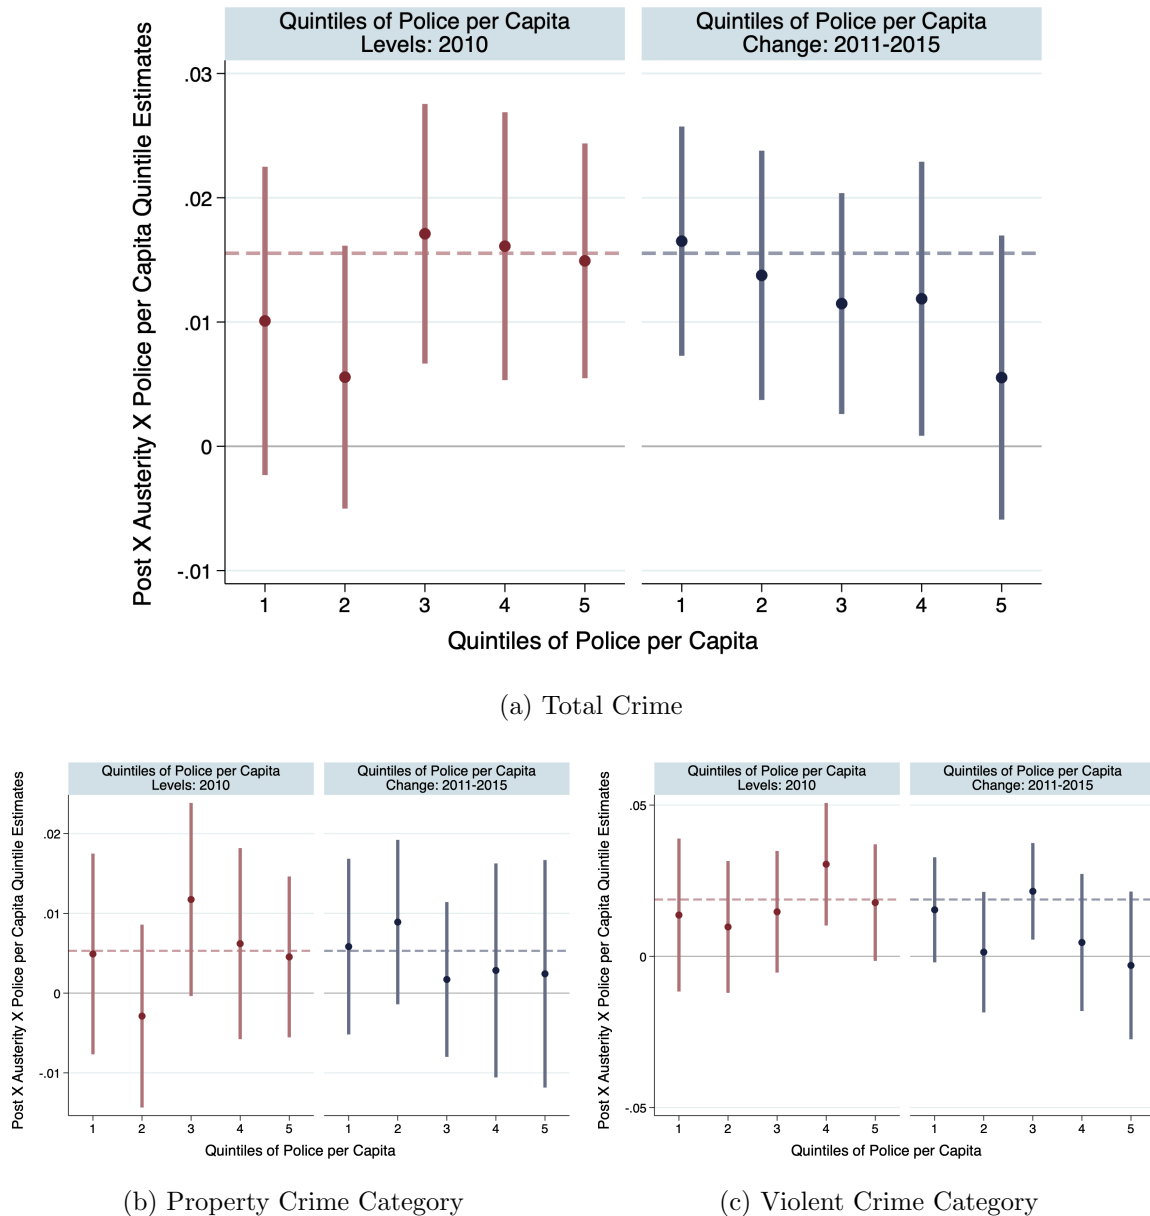 Quintiles of Police per Capita
Levels: 2010
Quintiles of Police per Capita
Change: 2011-2015
Post X Austerity X Police per Capita Quintile Estimates
.03
.02
.01
0
-.01
1 2 3 4 5
1 2 3 4 5
Quintiles of Police per Capita
(a) Total Crime
Quintiles of Police per Capita
Levels: 2010
Quintiles of Police per Capita
Change: 2011-2015
Post X Austerity X Police per Capita Quintile Estimates
.02
.01
0
-.01
1 2 3 4 5
1 2 3 4 5
Quintiles of Police per Capita
(b) Property Crime Category
Quintiles of Police per Capita
Levels: 2010
Quintiles of Police per Capita
Change: 2011-2015
Post X Austerity X Police per Capita Quintile Estimates
.05
0
-.05
1 2 3 4 5
1 2 3 4 5
Quintiles of Police per Capita
(c) Violent Crime Category